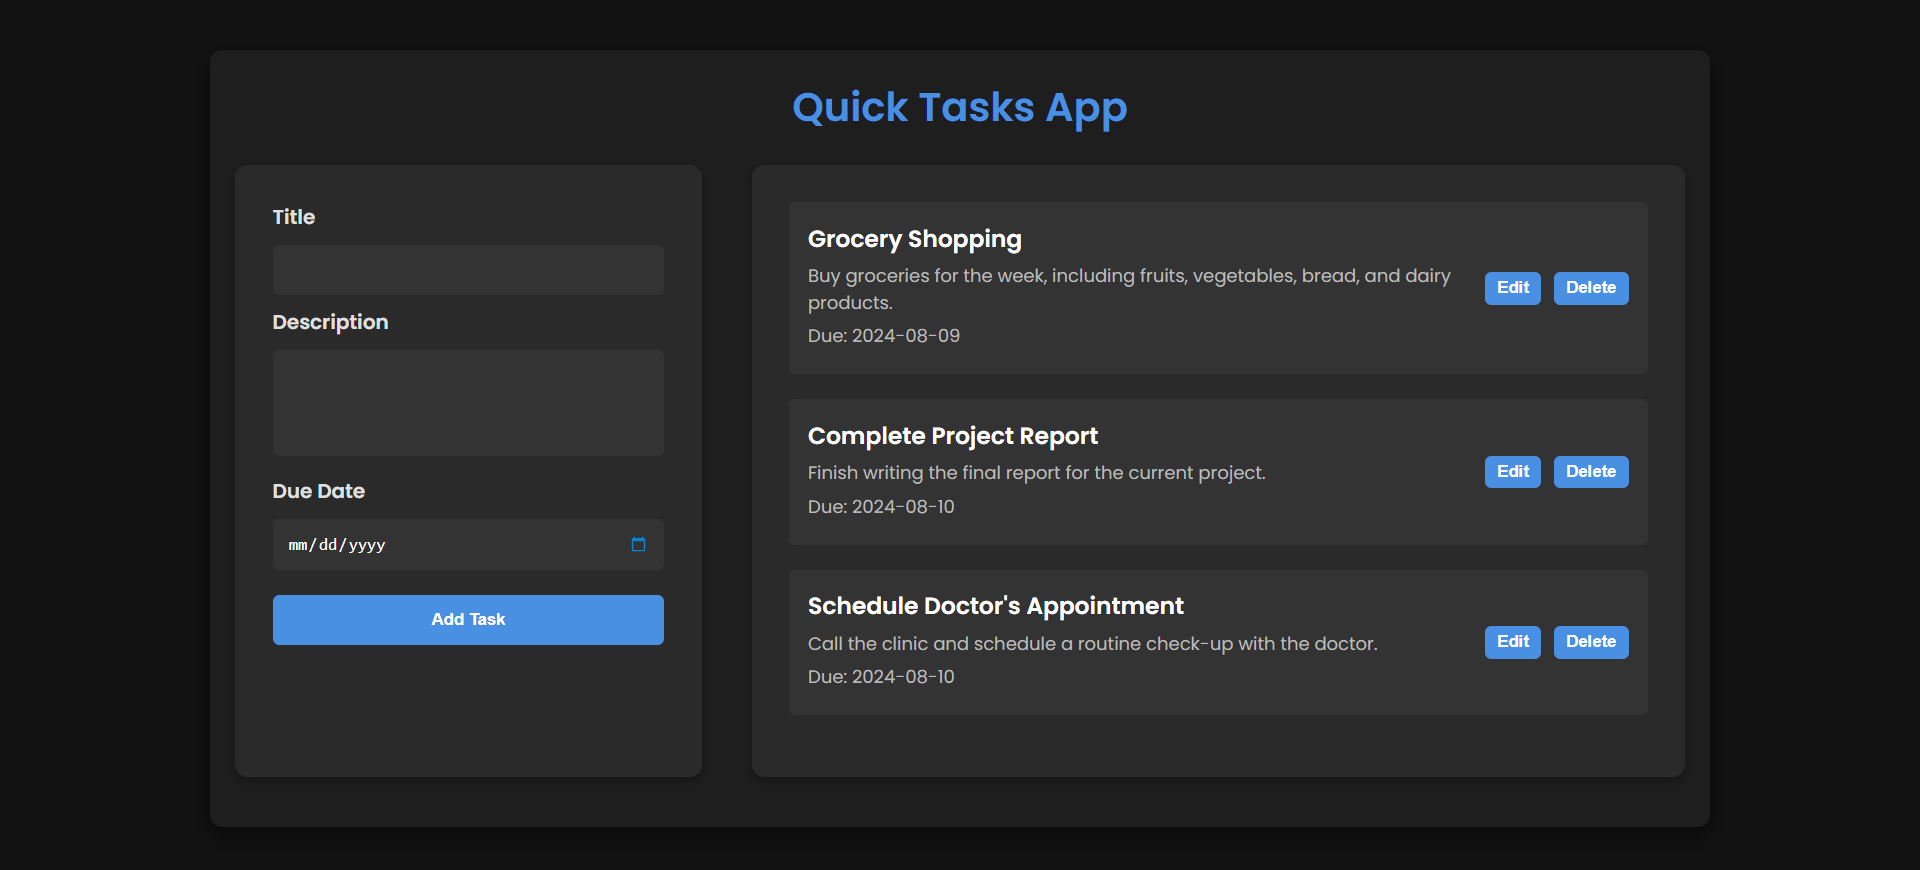 Quick Tasks App
Title
Description
Due Date
mm/dd/yyyy
Add Task
Grocery Shopping
Buy groceries for the week, including fruits, vegetables, bread, and dairy
products.
Due: 2024-08-09
Edit Delete
Complete Project Report
Finish writing the final report for the current project.
Due: 2024-08-10
Edit Delete
Schedule Doctor's Appointment
Call the clinic and schedule a routine check-up with the doctor.
Due: 2024-08-10
Edit Delete